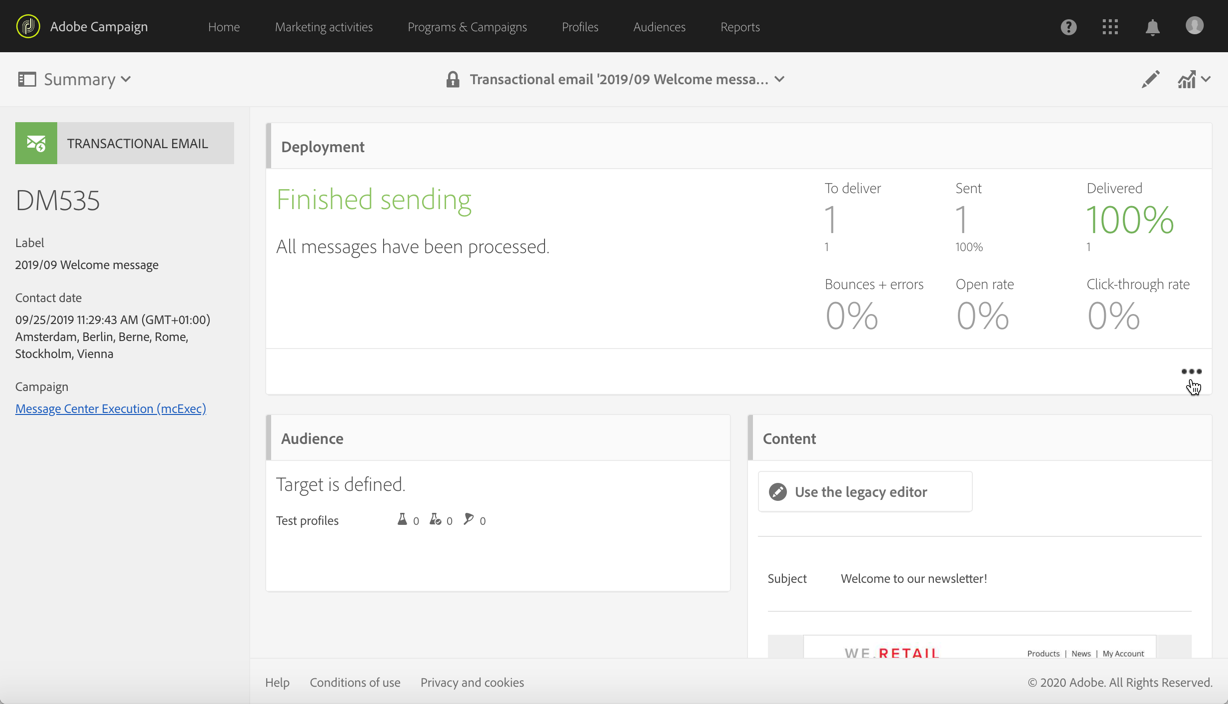 Adobe Campaign Home Marketing activities Programs & Campaigns Profiles Audiences Reports
Summary
Transactional email '2019/09 Welcome messa...
TRANSACTIONAL EMAIL
DM535
Label
2019/09 Welcome message
Contact date
09/25/2019 11:29:43 AM (GMT+01:00)
Amsterdam, Berlin, Berne, Rome,
Stockholm, Vienna
Campaign
Message Center Execution (mcExec)
Deployment
Finished sending
All messages have been processed.
To deliver Sent Delivered
1 1 100%
1 100% 1
Bounces + errors Open rate Click-through rate
0% 0% 0%
Audience
Target is defined.
Test profiles 0 0 0
Content
Use the legacy editor
Subject Welcome to our newsletter!
WE.RETAIL Products | News | My Account
Help Conditions of use Privacy and cookies © 2020 Adobe. All Rights Reserved.